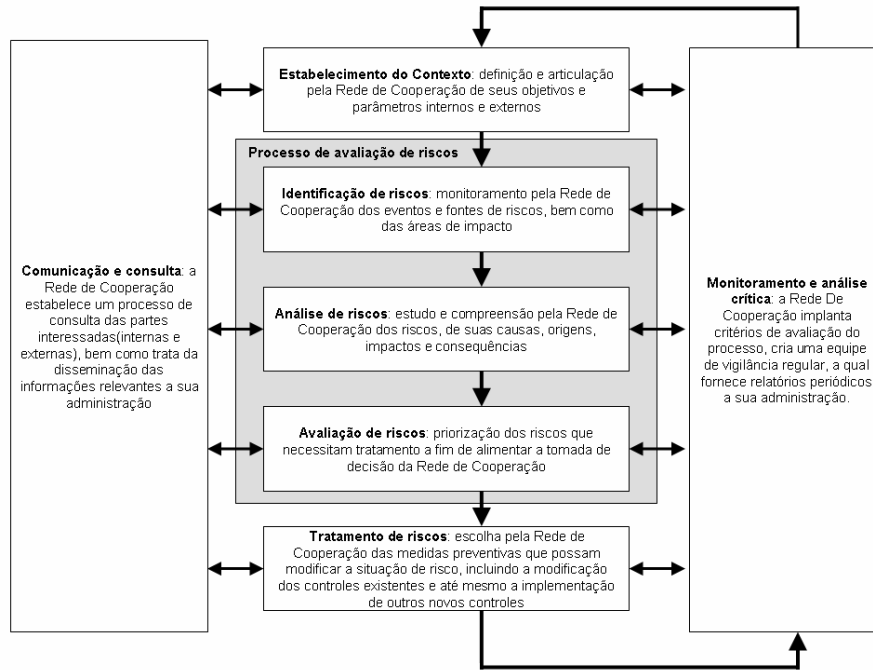 Estabelecimento do Contexto: definição e articulação
pela Rede de Cooperação de seus objetivos e
parâmetros internos e externos
Processo de avaliação de riscos
Identificação de riscos: monitoramento pela Rede de
Cooperação dos eventos e fontes de riscos, bem como
das áreas de impacto
Análise de riscos: estudo e compreensão pela Rede de
Cooperação dos riscos, de suas causas, origens,
impactos e consequências
Avaliação de riscos: priorização dos riscos que
necessitam tratamento a fim de alimentar a tomada de
decisão da Rede de Cooperação
Tratamento de riscos: escolha pela Rede de
Cooperação das medidas preventivas que possam
modificar a situação de risco, incluindo a modificação
dos controles existentes e até mesmo a implementação
de outros novos controles
Comunicação e consulta: a
Rede de Cooperação
estabelece um processo de
consulta das partes
interessadas(internas e
externas), bem como trata da
disseminação das
informações relevantes a sua
administração
Monitoramento e análise
crítica: a Rede De
Cooperação implanta
critérios de avaliação do
processo, cria uma equipe
de vigilância regular, a qual
fornece relatórios periódicos
a sua administração.